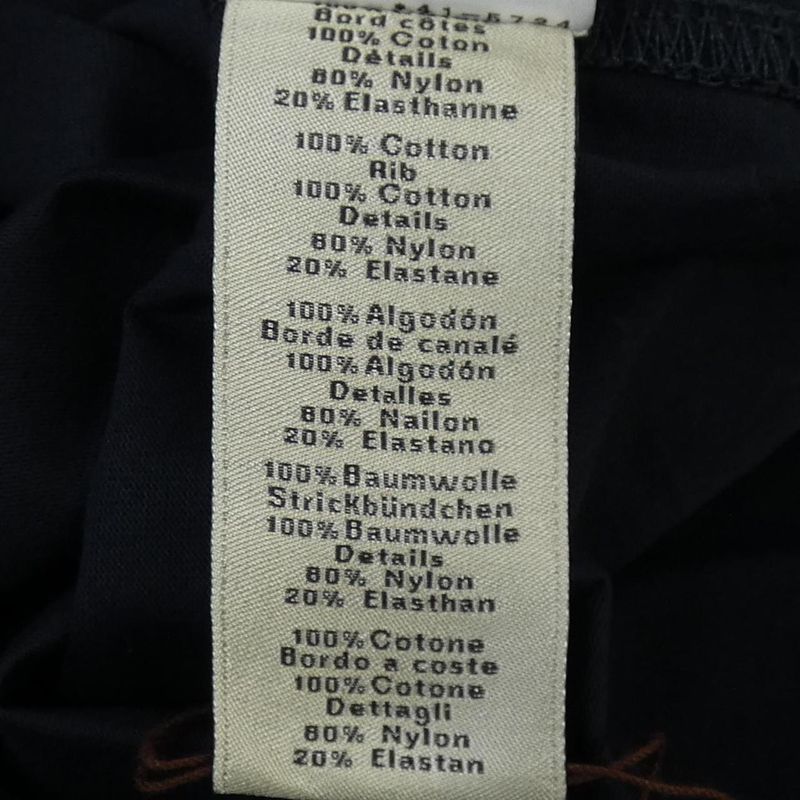 Bord côtes
100% Coton
Détails
80% Nylon
20% Elasthanne
100% Cotton
Rib
100% Cotton
Details
80% Nylon
20% Elastane
100% Algodón
Borde de canalé
100% Algodón
Detalles
80% Nailon
20% Elastano
100% Baumwolle
Strickbündchen
100% Baumwolle
Details
80% Nylon
20% Elasthan
100% Cotone
Bordo a coste
100% Cotone
Dettagli
80% Nylon
20% Elastan